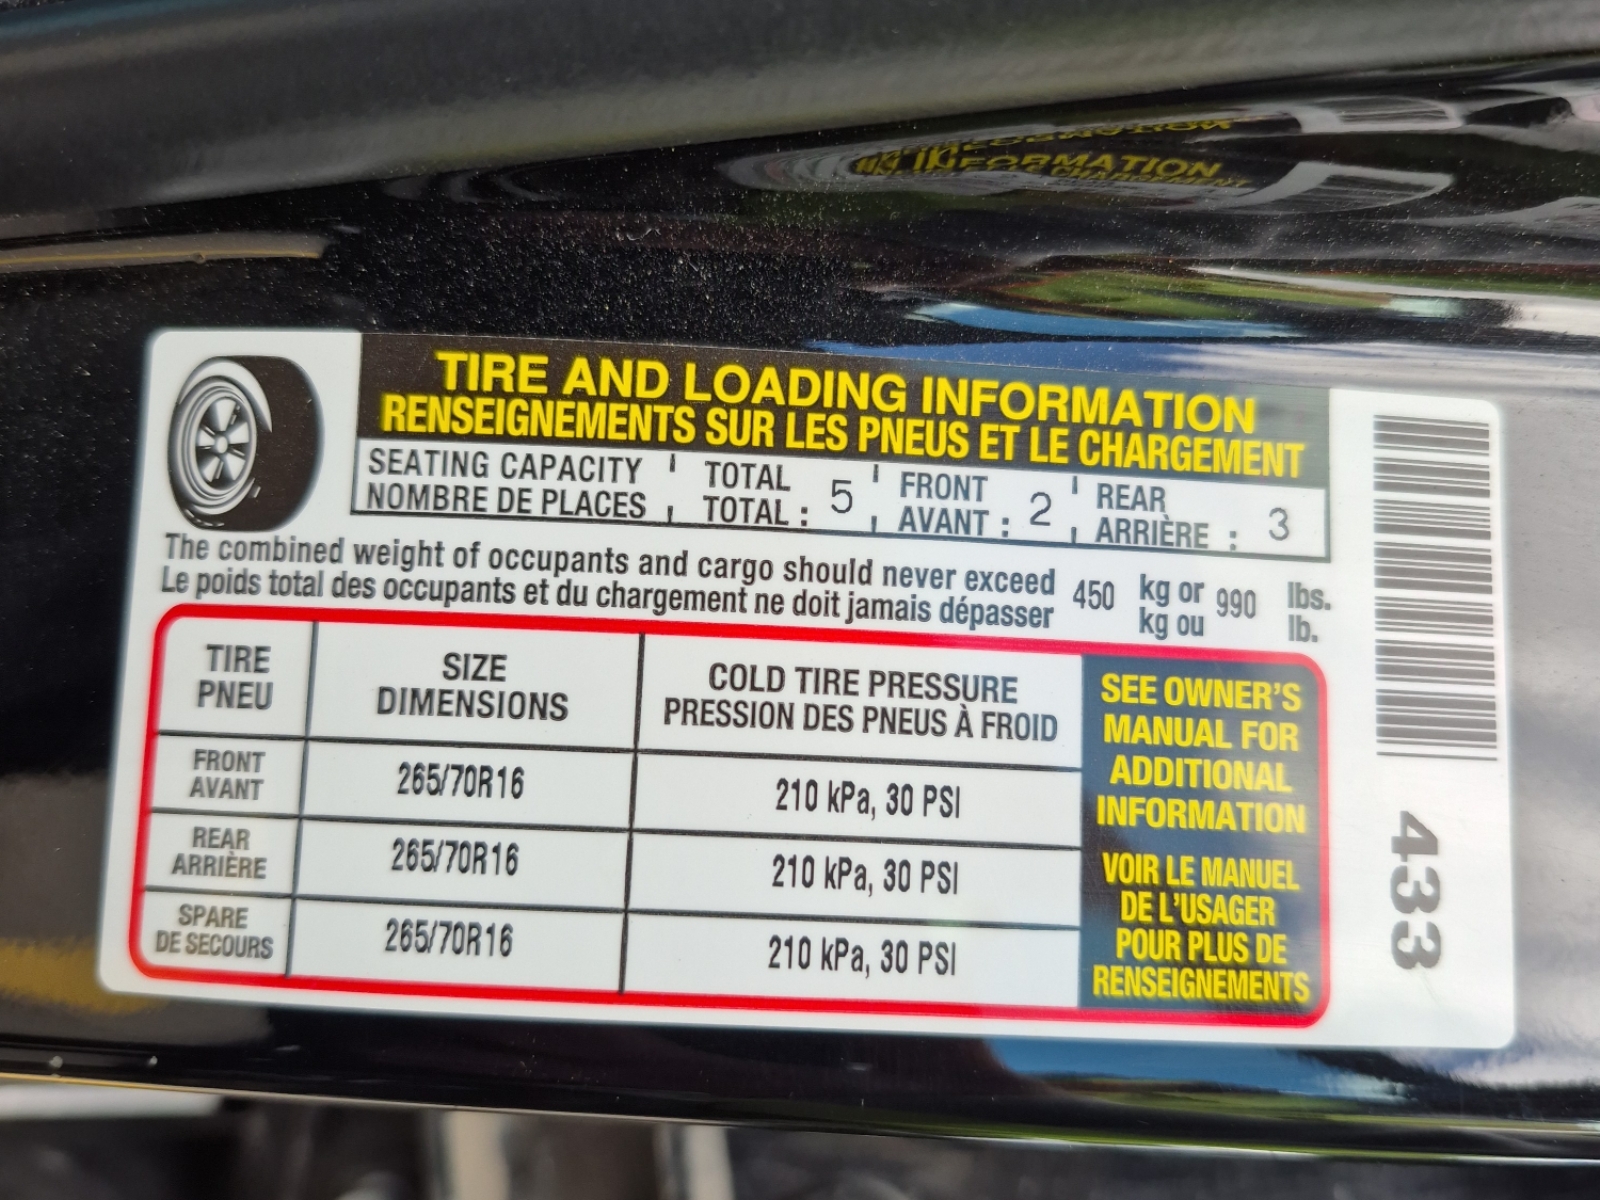 TIRE AND LOADING INFORMATION
RENSEIGNEMENTS SUR LES PNEUS ET LE CHARGEMENT
SEATING CAPACITY TOTAL FRONT REAR
NOMBRE DE PLACES TOTAL : 5 AVANT : 2 ARRIÈRE : 3
The combined weight of occupants and cargo should never exceed 450 kg or 990 lbs.
Le poids total des occupants et du chargement ne doit jamais dépasser kg ou lb.
TIRE
PNEU
SIZE
DIMENSIONS
COLD TIRE PRESSURE
PRESSION DES PNEUS À FROID
FRONT
AVANT
265/70R16
210 kPa, 30 PSI
REAR
ARRIÈRE
265/70R16
210 kPa, 30 PSI
SPARE
DE SECOURS
265/70R16
210 kPa, 30 PSI
SEE OWNER'S
MANUAL FOR
ADDITIONAL
INFORMATION
VOIR LE MANUEL
DE L'USAGER
POUR PLUS DE
RENSEIGNEMENTS
433